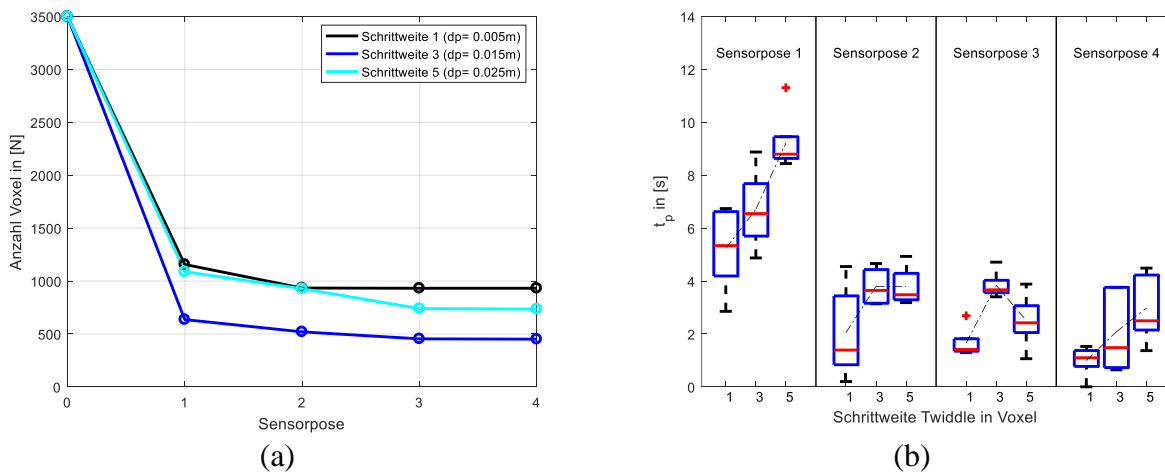 3500
3000
2500
2000
1500
1000
500
0
Anzahl Voxel in [N]
0 1 2 3 4
Sensorpose
Schrittweite 1 (dp= 0.005m)
Schrittweite 3 (dp= 0.015m)
Schrittweite 5 (dp= 0.025m)
(a)
14
12
10
8
6
4
2
0
t_p in [s]
Sensorpose 1 Sensorpose 2 Sensorpose 3 Sensorpose 4
1 3 5 1 3 5 1 3 5 1 3 5
Schrittweite Twiddle in Voxel
(b)